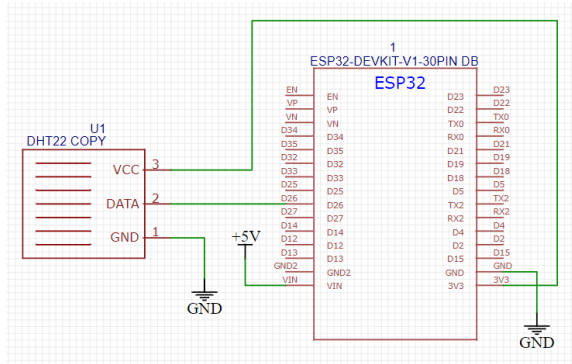 1
ESP32-DEVKIT-V1-30PIN DB
ESP32
U1
DHT22 COPY
VCC 3
DATA 2
GND 1
GND
+5V
EN EN
VP VP
VN VN
D34 D34
D35 D35
D32 D32
D33 D33
D25 D25
D26 D26
D27 D27
D14 D14
D12 D12
D13 D13
GND2 GND2
VIN VIN
D23 D23
D22 D22
TX0 TX0
RX0 RX0
D21 D21
D19 D19
D18 D18
D5 D5
TX2 TX2
RX2 RX2
D4 D4
D2 D2
D15 D15
GND GND
3V3 3V3
GND